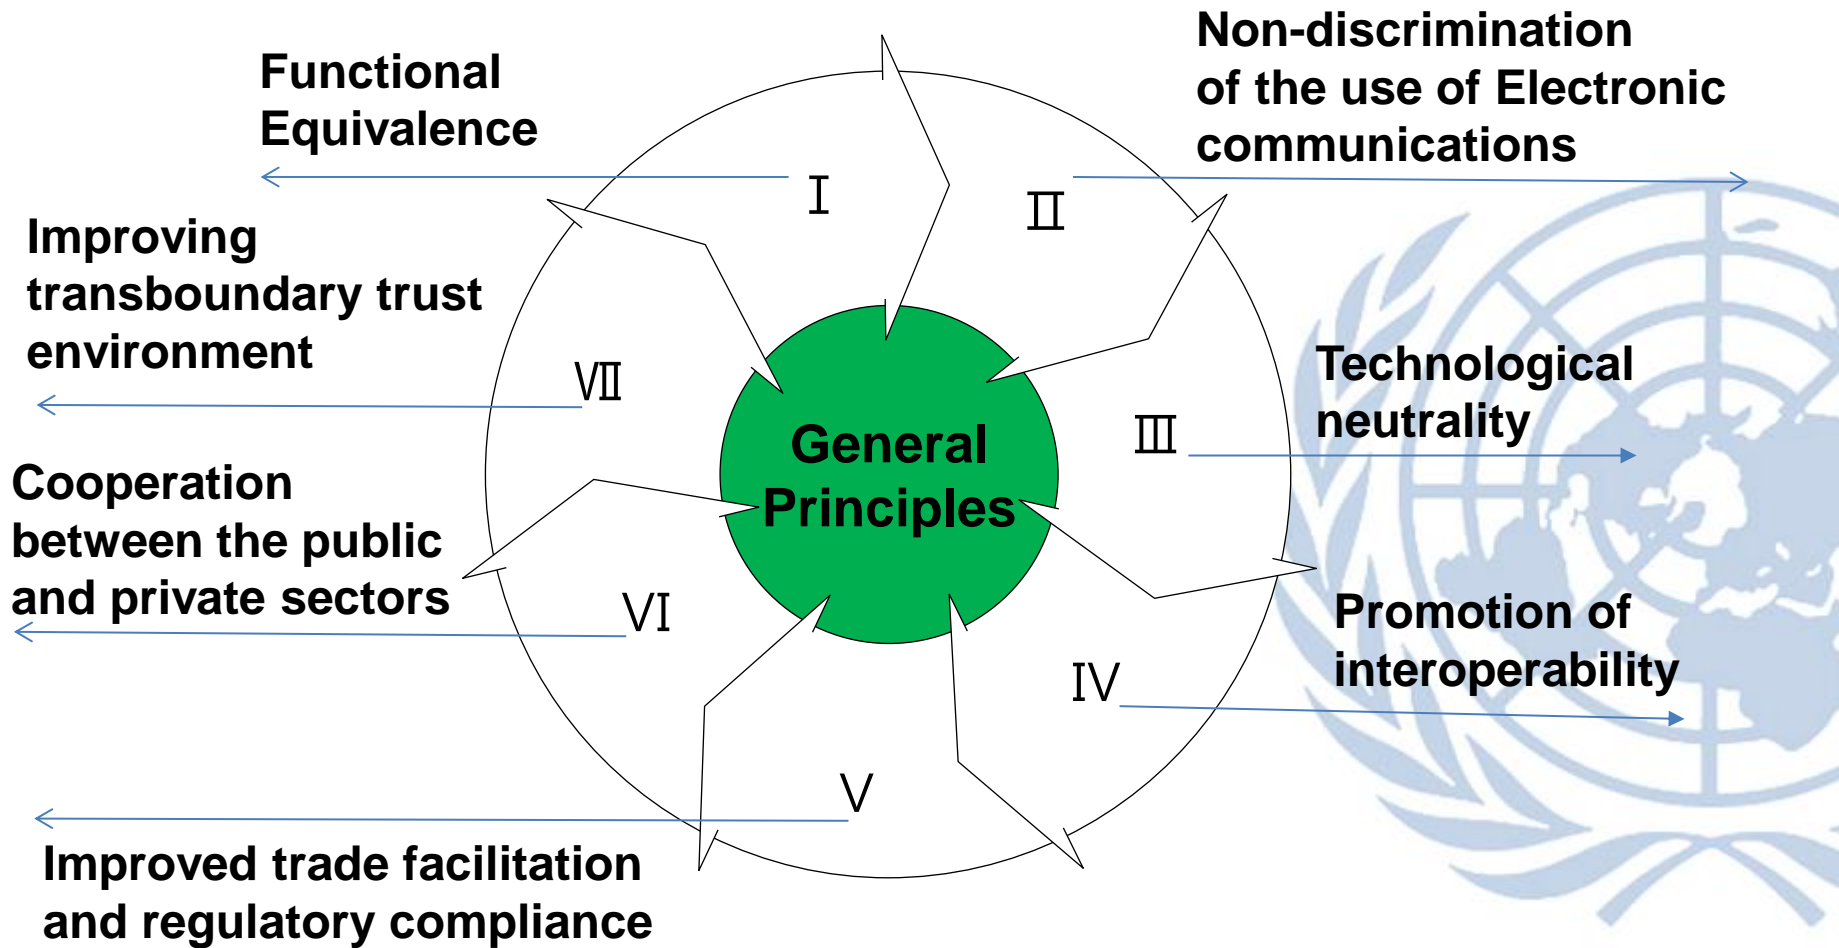 Functional
Equivalence
Ⅰ
Non-discrimination
of the use of Electronic
communications
Ⅱ
Technological
neutrality
Ⅲ
Promotion of
interoperability
Ⅳ
Improved trade facilitation
and regulatory compliance
Ⅴ
Cooperation
between the public
and private sectors
Ⅵ
Improving
transboundary trust
environment
Ⅶ
General
Principles